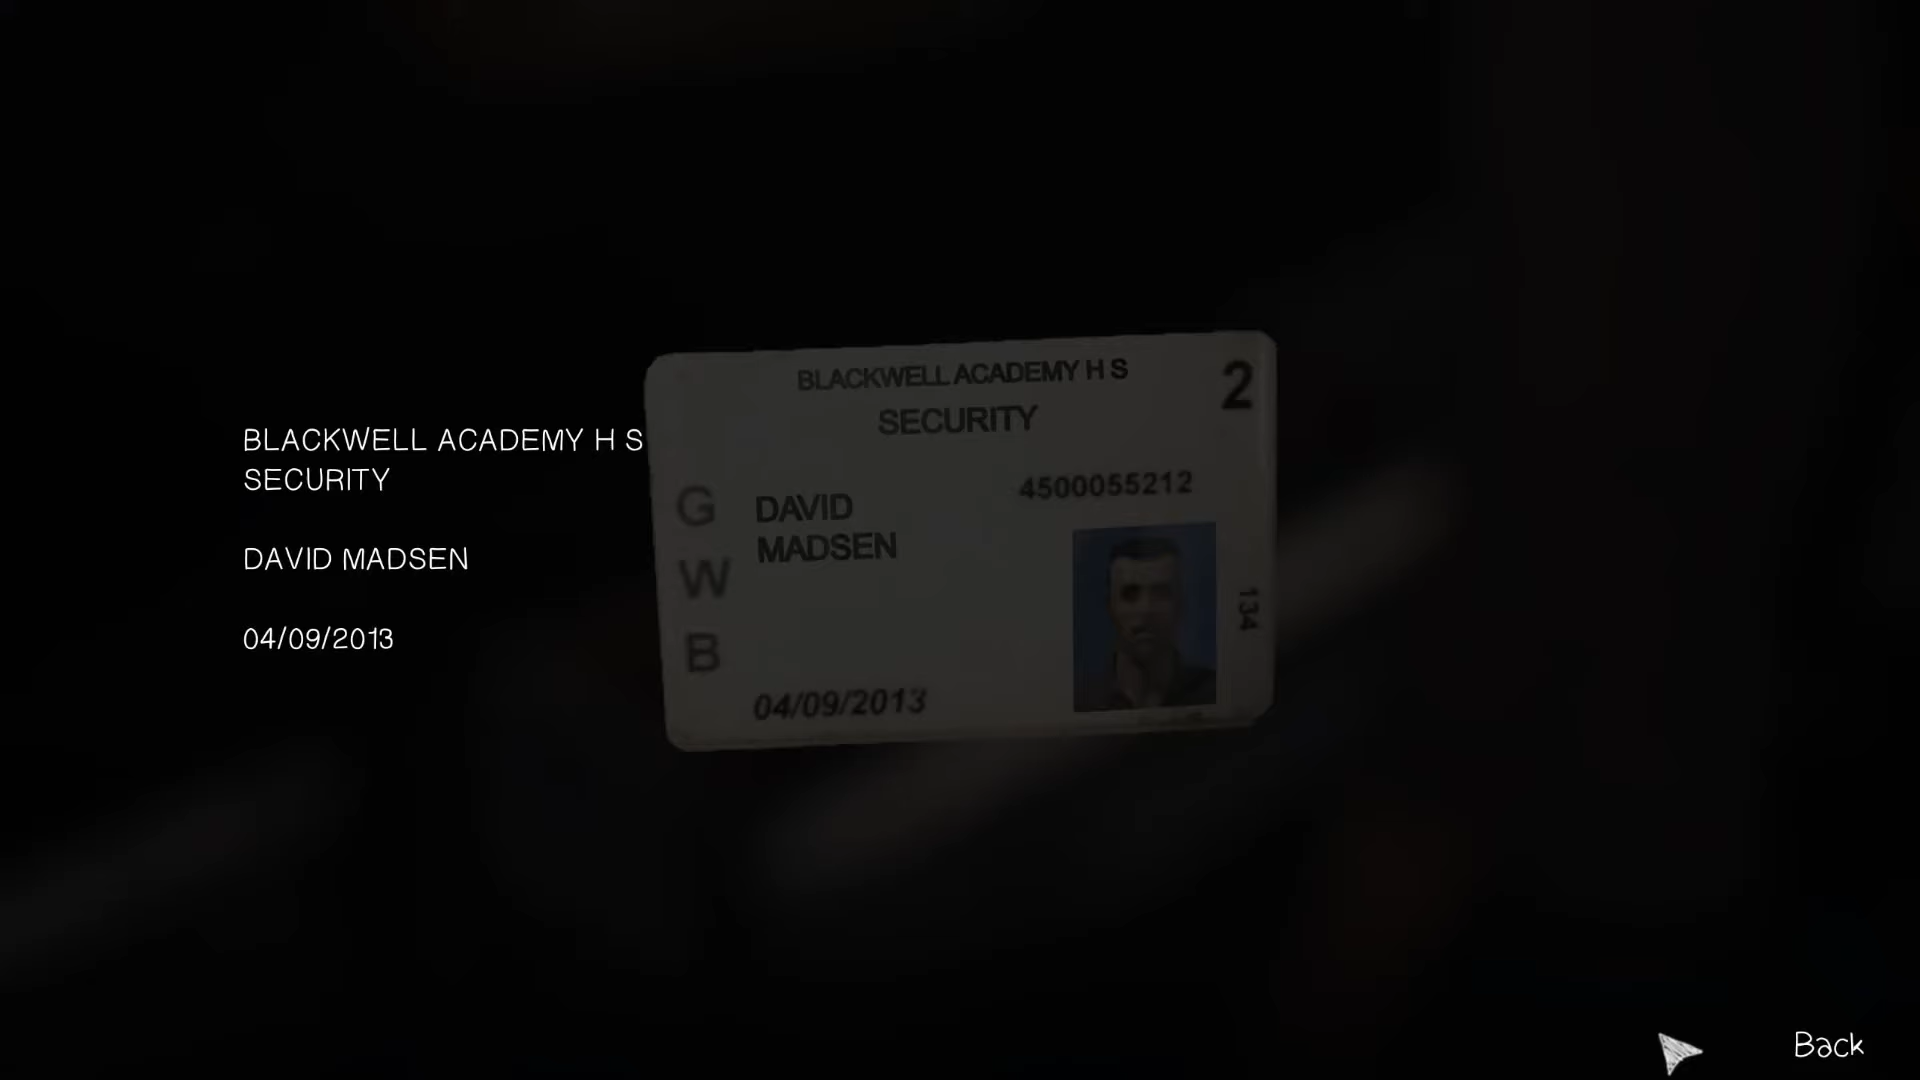 BLACKWELL ACADEMY H S
SECURITY
DAVID MADSEN
04/09/2013
BLACKWELL ACADEMY H S
2
SECURITY
4500055212
G
W
B
DAVID
MADSEN
134
04/09/2013
Back